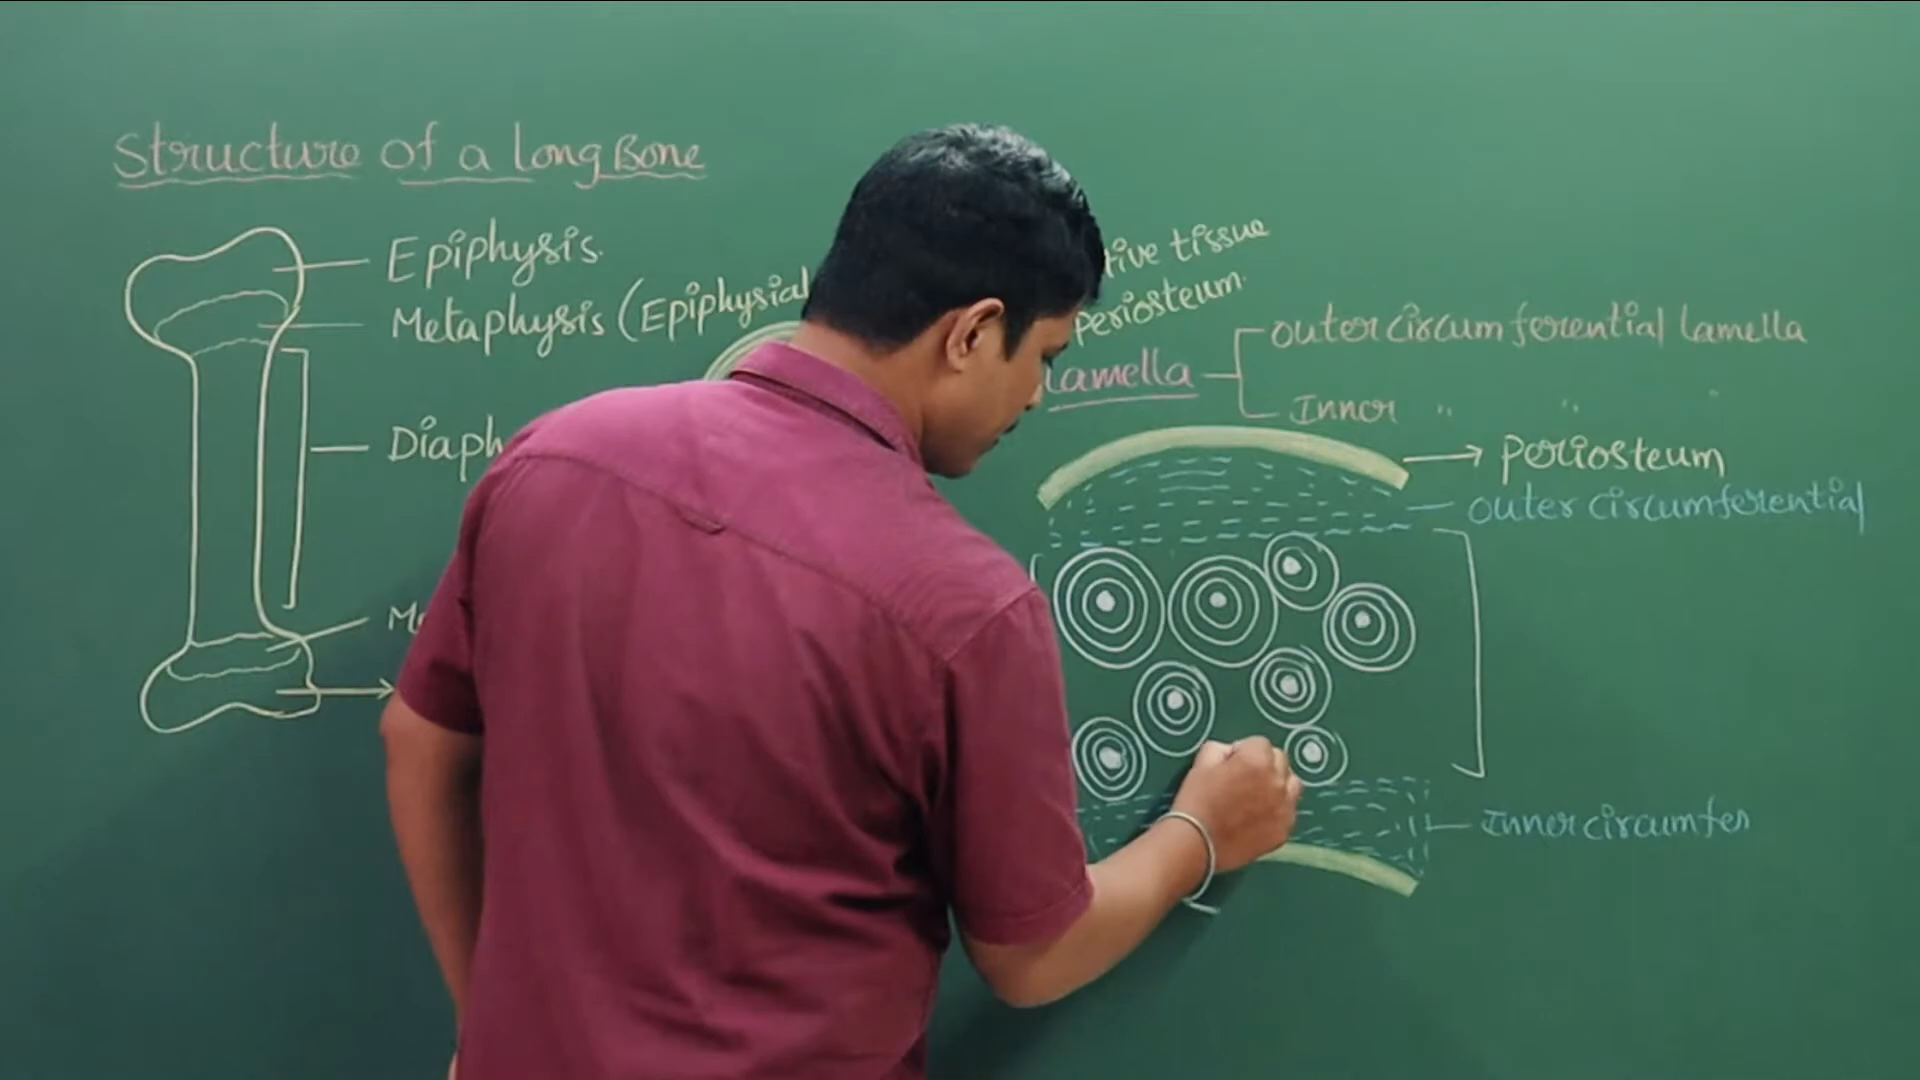 Structure of a Long Bone
Epiphysis.
Metaphysis (Epiphysial
Diaph
Me
tive tissue
periosteum.
Lamella
outer circumferential lamella
Inner " " "
Periosteum
outer circumferential
Inner circumfer